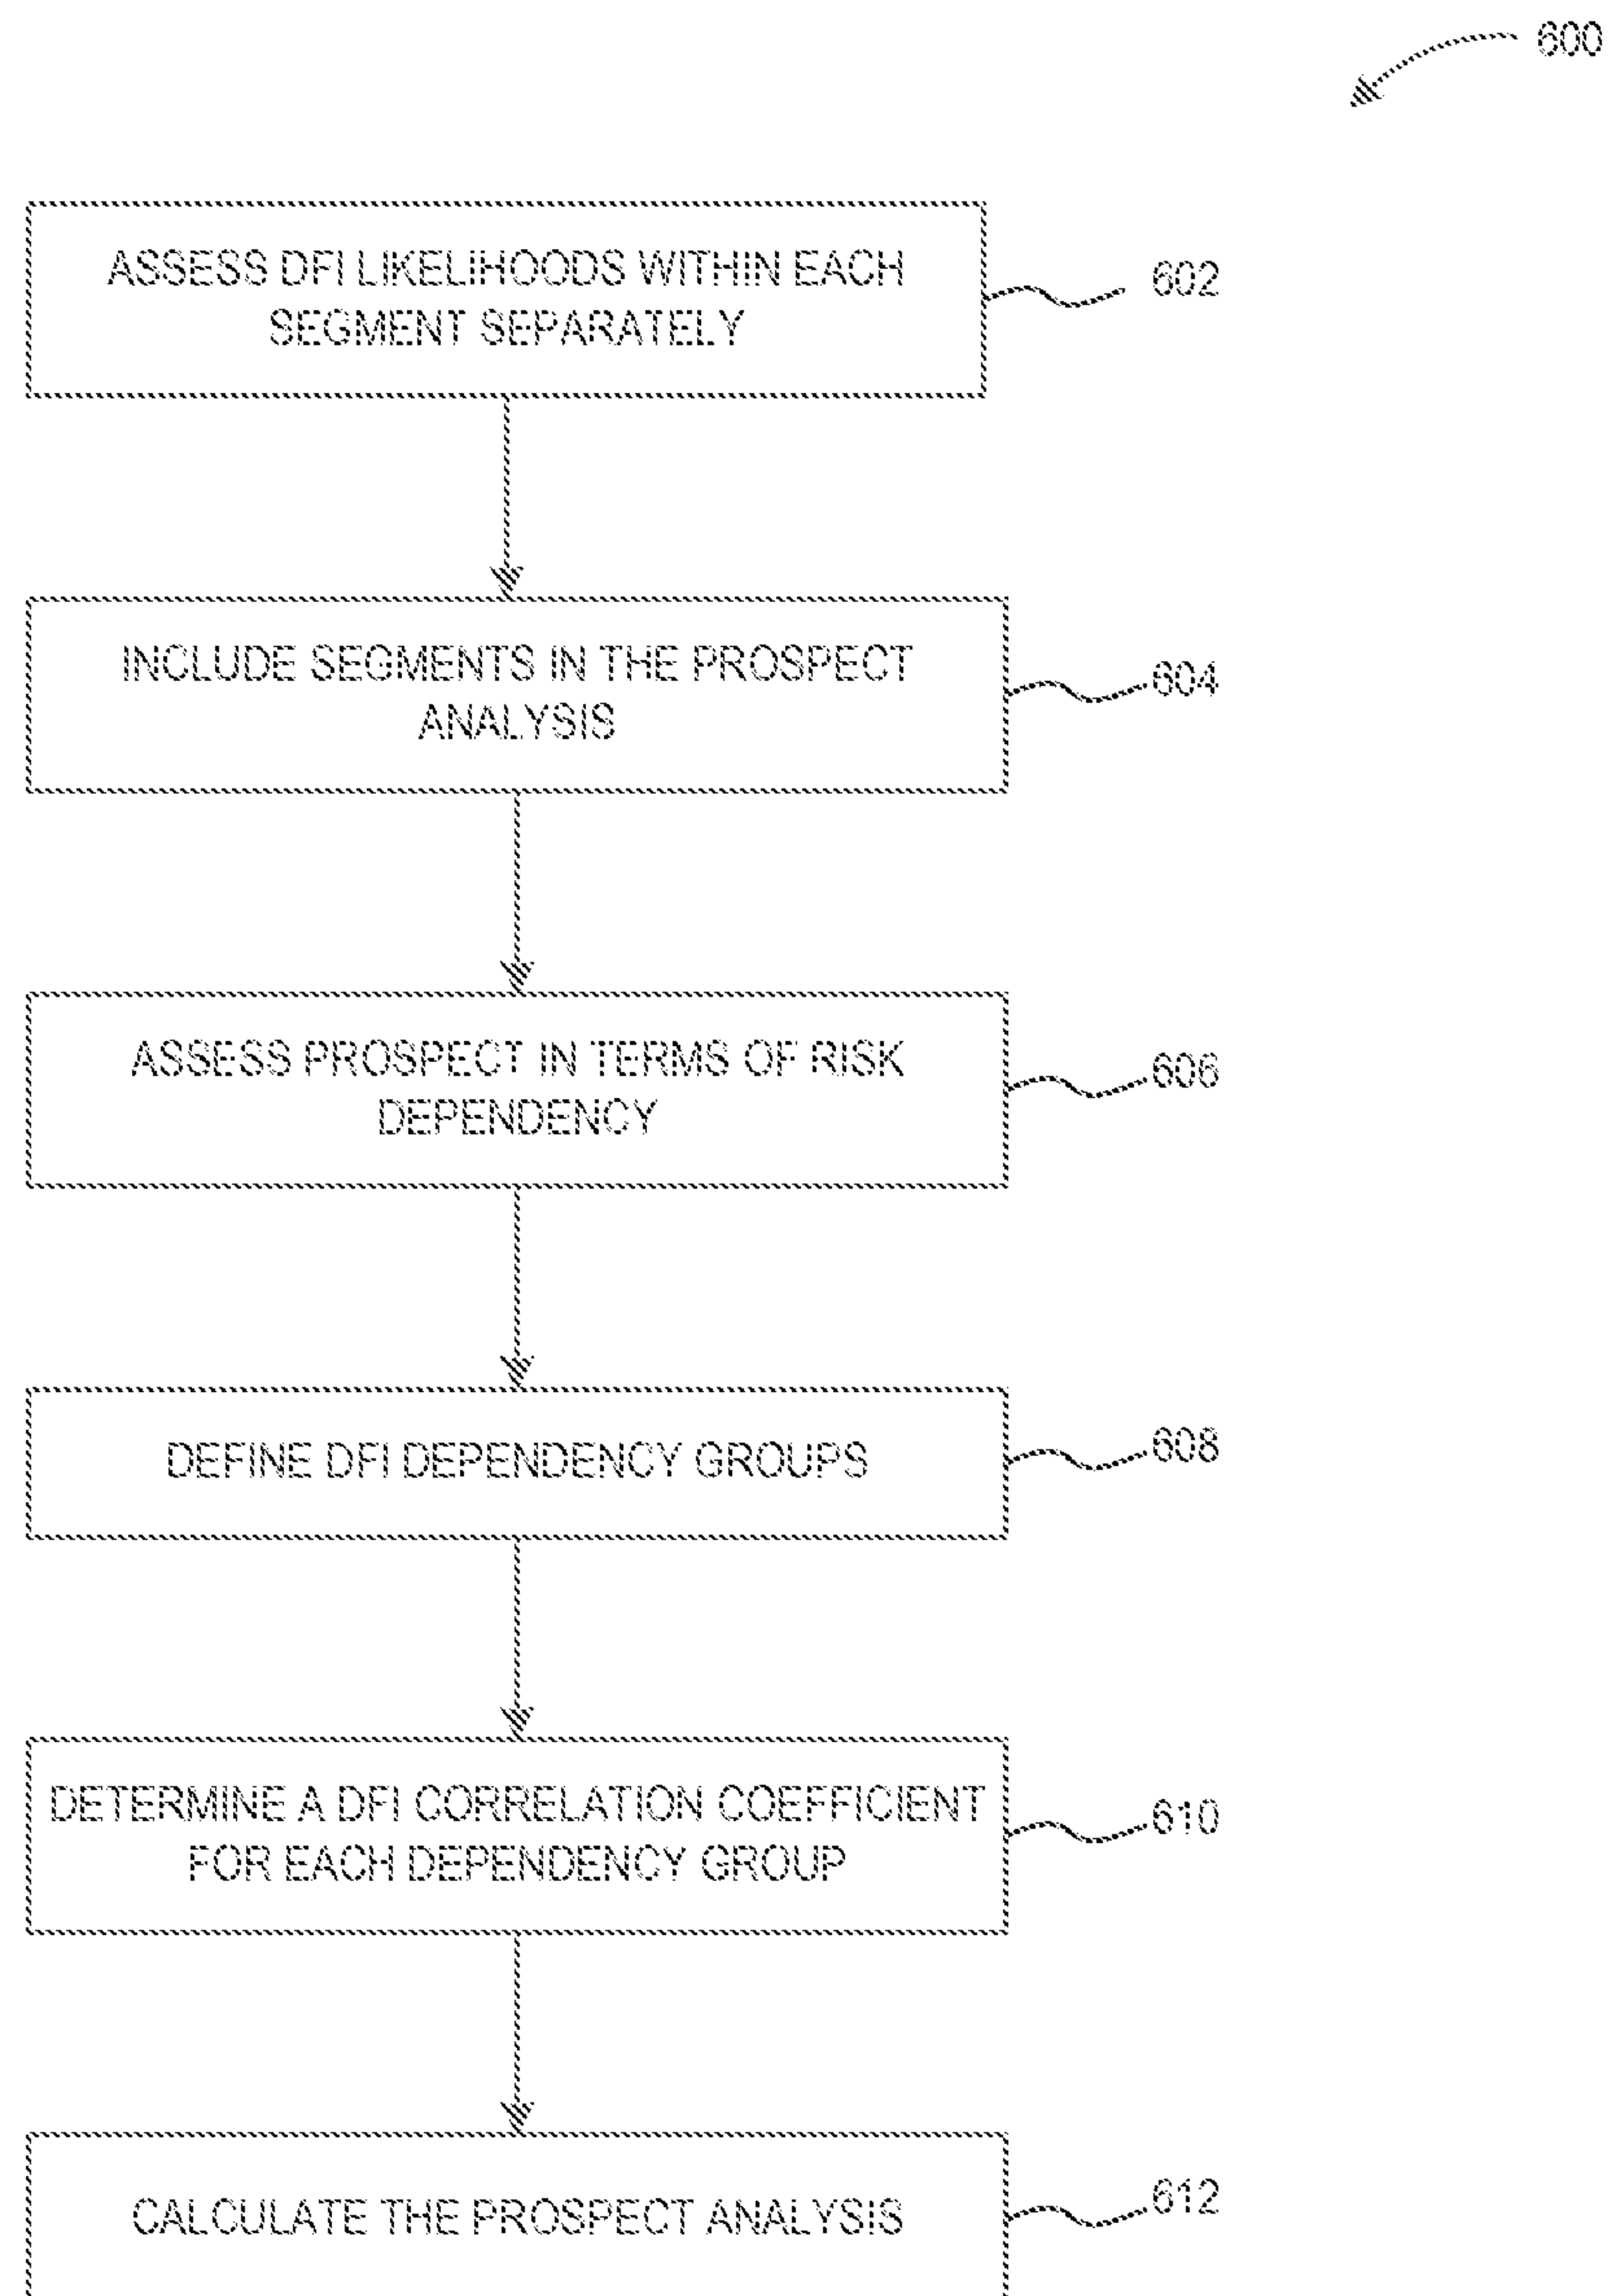 600
ASSESS DFI LIKELIHOODS WITHIN EACH
SEGMENT SEPARATELY
602
INCLUDE SEGMENTS IN THE PROSPECT
ANALYSIS
604
ASSESS PROSPECT IN TERMS OF RISK
DEPENDENCY
606
DEFINE DFI DEPENDENCY GROUPS
608
DETERMINE A DFI CORRELATION COEFFICIENT
FOR EACH DEPENDENCY GROUP
610
CALCULATE THE PROSPECT ANALYSIS
612